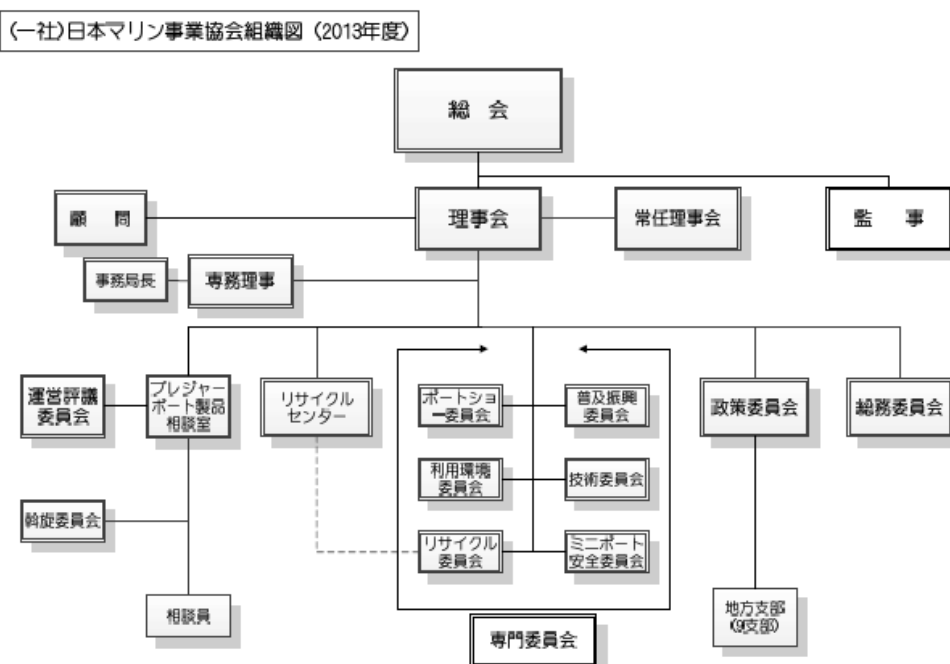 (一社)日本マリン事業協会組織図（2013年度）
総　会
顧　問
理事会
常任理事会
監　事
事務局長
専務理事
運営評議
委員会
プレジャー
ボート製品
相談室
リサイクル
センター
ボートショ
ー委員会
普及振興
委員会
政策委員会
総務委員会
利用環境
委員会
技術委員会
斡旋委員会
リサイクル
委員会
ミニボート
安全委員会
相談員
地方支部
(9支部)
専門委員会